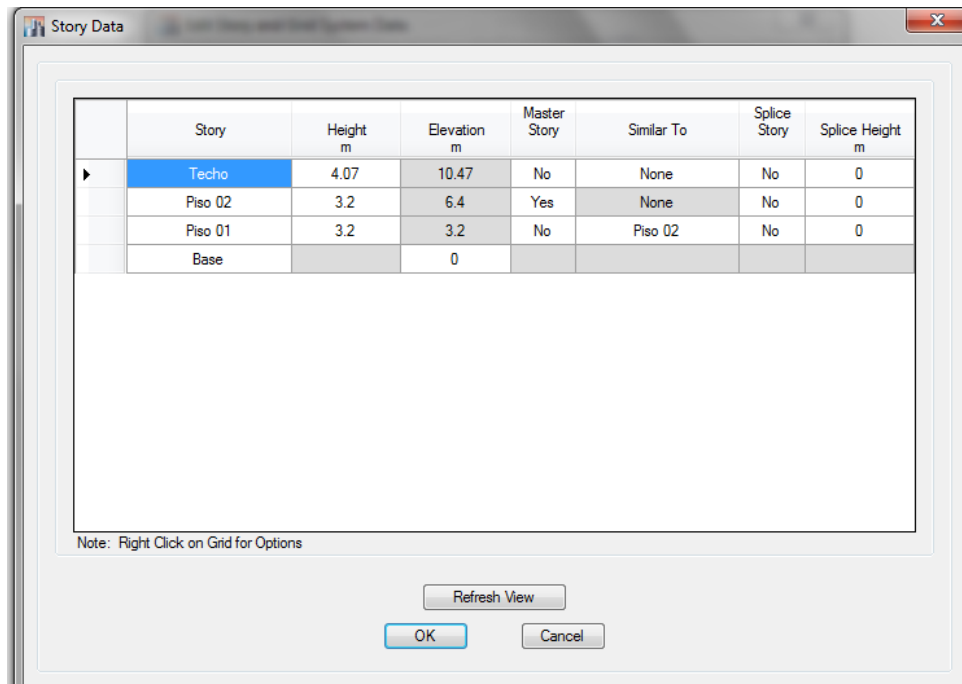 Story Data
Story Height m Elevation m Master Story Similar To Splice Story Splice Height m
Techo 4.07 10.47 No None No 0
Piso 02 3.2 6.4 Yes None No 0
Piso 01 3.2 3.2 No Piso 02 No 0
Base 0
Note: Right Click on Grid for Options
Refresh View
OK Cancel